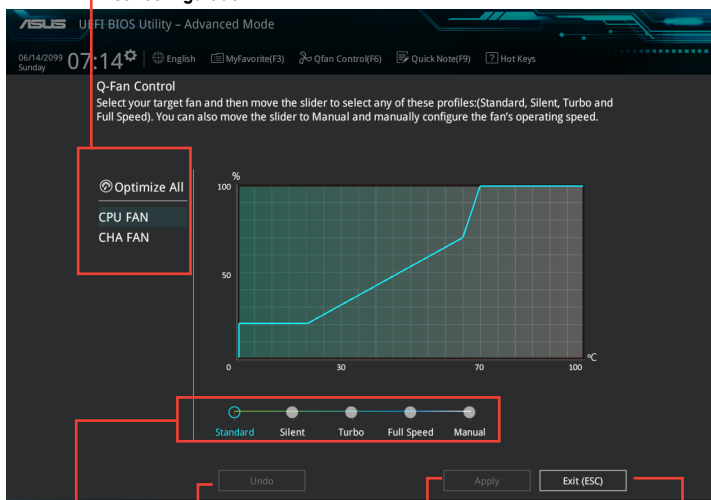 ASUS UEFI BIOS Utility – Advanced Mode
06/14/2099
Sunday
07:14 English MyFavorite(F3) Qfan Control(F6) Quick Note(F9) ? Hot Keys
Q-Fan Control
Select your target fan and then move the slider to select any of these profiles:(Standard, Silent, Turbo and
Full Speed). You can also move the slider to Manual and manually configure the fan's operating speed.
Optimize All
CPU FAN
CHA FAN
%
100
50
0 30 70 100 °C
Standard Silent Turbo Full Speed Manual
Undo Apply Exit (ESC)